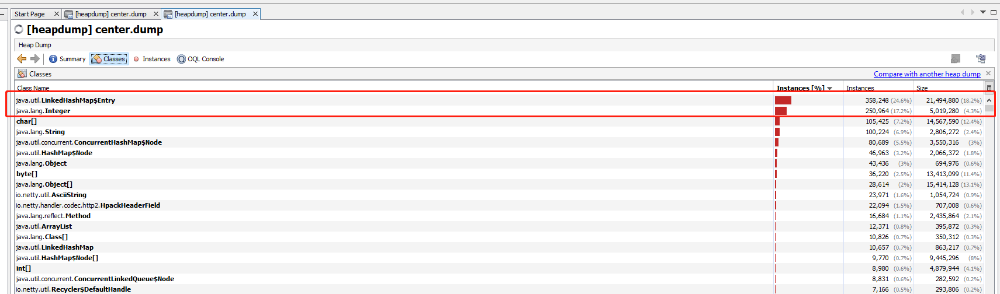 Start Page × [heapdump] center.dump × [heapdump] center.dump ×
[heapdump] center.dump
Heap Dump
Summary Classes Instances OQL Console
Classes Compare with another heap dump ×
Class Name Instances [%] Instances Size
java.util.LinkedHashMap$Entry 358,248 (24.6%) 21,494,880 (18.2%)
java.lang.Integer 250,964 (17.2%) 5,019,280 (4.3%)
char[] 105,425 (7.2%) 14,567,590 (12.4%)
java.lang.String 100,224 (6.9%) 2,806,272 (2.4%)
java.util.concurrent.ConcurrentHashMap$Node 80,689 (5.5%) 3,550,316 (3%)
java.util.HashMap$Node 46,963 (3.2%) 2,066,372 (1.8%)
java.lang.Object 43,436 (3%) 694,976 (0.6%)
byte[] 36,220 (2.5%) 13,413,099 (11.4%)
java.lang.Object[] 28,614 (2%) 15,414,128 (13.1%)
io.netty.util.AsciiString 23,971 (1.6%) 1,054,724 (0.9%)
io.netty.handler.codec.http2.HpackHeaderField 22,094 (1.5%) 707,008 (0.6%)
java.lang.reflect.Method 16,684 (1.1%) 2,435,864 (2.1%)
java.util.ArrayList 12,371 (0.8%) 395,872 (0.3%)
java.lang.Class[] 10,826 (0.7%) 350,312 (0.3%)
java.util.LinkedHashMap 10,657 (0.7%) 863,217 (0.7%)
java.util.HashMap$Node[] 9,770 (0.7%) 9,445,296 (8%)
int[] 8,980 (0.6%) 4,879,944 (4.1%)
java.util.concurrent.ConcurrentLinkedQueue$Node 8,831 (0.6%) 282,592 (0.2%)
io.netty.util.Recycler$DefaultHandle 7,166 (0.5%) 293,806 (0.2%)